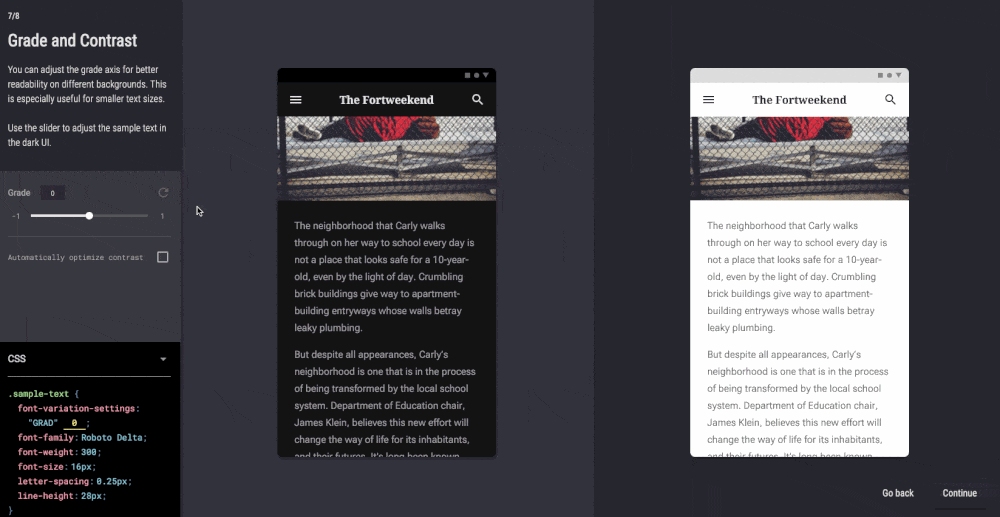 7/8
Grade and Contrast
You can adjust the grade axis for better
readability on different backgrounds. This
is especially useful for smaller text sizes.
Use the slider to adjust the sample text in
the dark UI.
Grade 0
-1 1
Automatically optimize contrast
CSS
.sample-text {
font-variation-settings:
"GRAD" 0 ;
font-family: Roboto Delta;
font-weight: 300;
font-size: 16px;
letter-spacing: 0.25px;
line-height: 28px;
}
The Fortweekend
The neighborhood that Carly walks
through on her way to school every day is
not a place that looks safe for a 10-year-
old, even by the light of day. Crumbling
brick buildings give way to apartment-
building entryways whose walls betray
leaky plumbing.
But despite all appearances, Carly's
neighborhood is one that is in the process
of being transformed by the local school
system. Department of Education chair,
James Klein, believes this new effort will
change the way of life for its inhabitants,
and their futures. It's long been known
The Fortweekend
The neighborhood that Carly walks
through on her way to school every day is
not a place that looks safe for a 10-year-
old, even by the light of day. Crumbling
brick buildings give way to apartment-
building entryways whose walls betray
leaky plumbing.
But despite all appearances, Carly's
neighborhood is one that is in the process
of being transformed by the local school
system. Department of Education chair,
James Klein, believes this new effort will
change the way of life for its inhabitants,
and their futures. It's long been known
Go back Continue